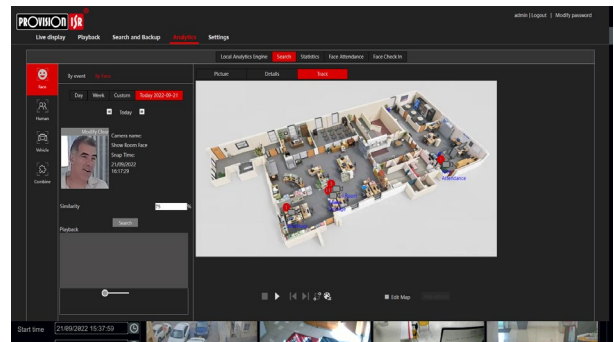 admin | Logout | Modify password
PROVISION ISR
Live display Playback Search and Backup Analytics Settings
Local Analytics Engine Search Statistics Face Attendance Face Check In
Face
Human
Vehicle
Combine
By event By Face
Day Week Custom Today 2022-09-21
Today
Modify Clear
Camera name:
Show Room Face
Snap Time:
21/09/2022
16:17:29
Similarity 75 %
Search
Playback
Picture Details Track
Attendance
Edit Map
Start time 21/09/2022 15:37:59